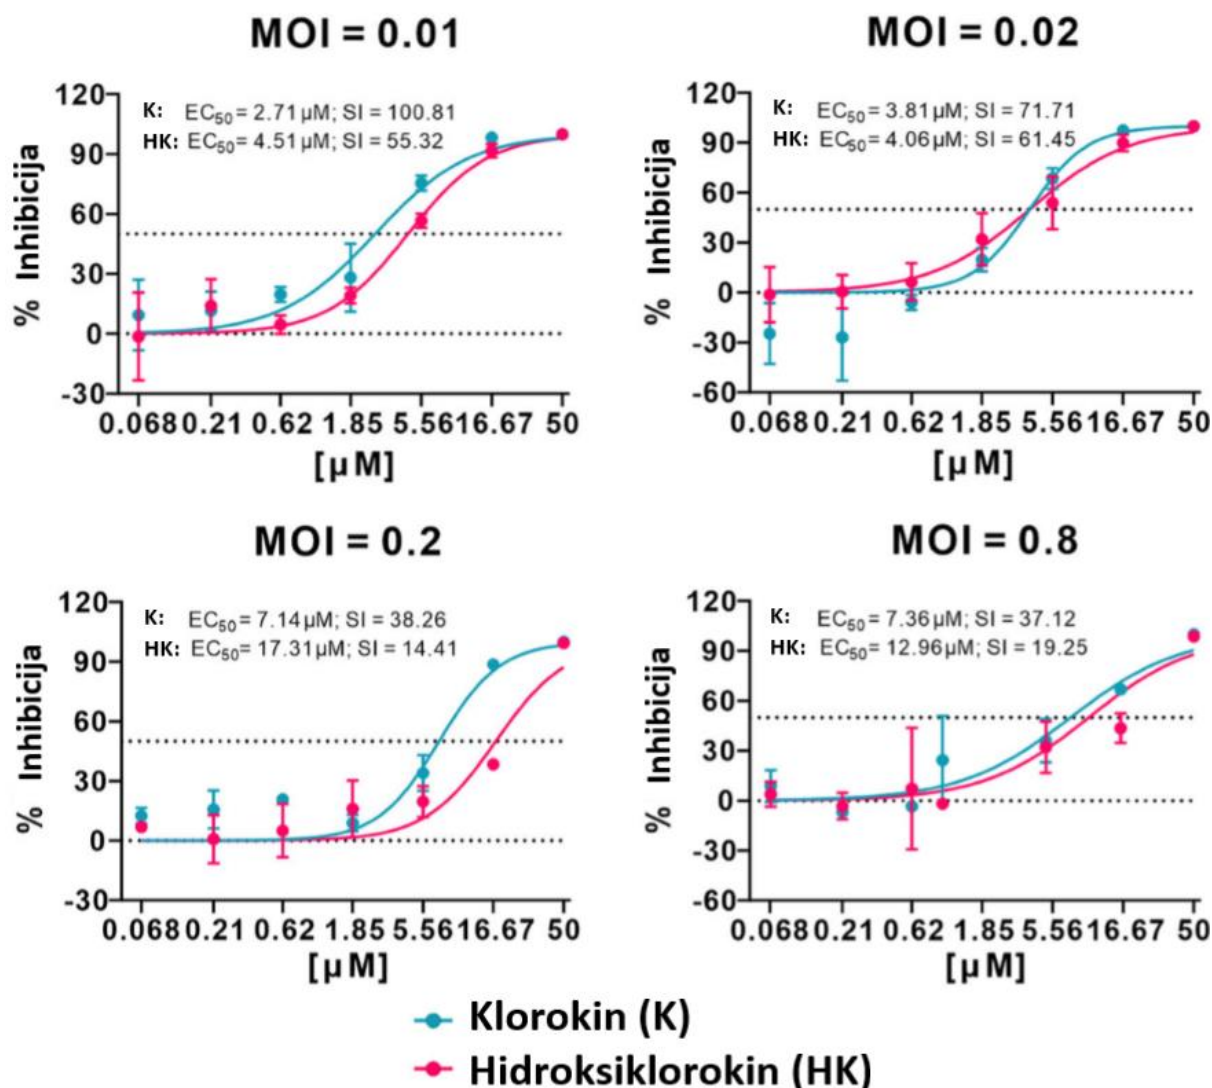 MOI = 0.01
K: EC50 = 2.71 µM; SI = 100.81
HK: EC50 = 4.51 µM; SI = 55.32
% Inhibicija
120
90
60
30
0
-30
0.068 0.21 0.62 1.85 5.56 16.67 50
[µM]
MOI = 0.02
K: EC50 = 3.81 µM; SI = 71.71
HK: EC50 = 4.06 µM; SI = 61.45
% Inhibicija
120
90
60
30
0
-30
-60
0.068 0.21 0.62 1.85 5.56 16.67 50
[µM]
MOI = 0.2
K: EC50 = 7.14 µM; SI = 38.26
HK: EC50 = 17.31 µM; SI = 14.41
% Inhibicija
120
90
60
30
0
-30
0.068 0.21 0.62 1.85 5.56 16.67 50
[µM]
MOI = 0.8
K: EC50 = 7.36 µM; SI = 37.12
HK: EC50 = 12.96 µM; SI = 19.25
% Inhibicija
120
90
60
30
0
-30
-60
0.068 0.21 0.62 1.85 5.56 16.67 50
[µM]
Klorokin (K)
Hidroksiklorokin (HK)